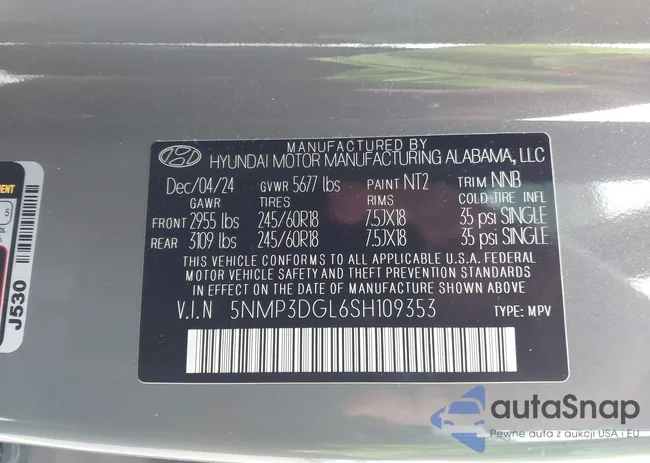 MANUFACTURED BY
HYUNDAI MOTOR MANUFACTURING ALABAMA, LLC
Dec/04/24 GVWR 5677 lbs PAINT NT2 TRIM NNB
GAWR TIRES RIMS COLD TIRE INFL
FRONT 2955 lbs 245/60R18 7.5JX18 35 psi SINGLE
REAR 3109 lbs 245/60R18 7.5JX18 35 psi SINGLE
THIS VEHICLE CONFORMS TO ALL APPLICABLE U.S.A. FEDERAL
MOTOR VEHICLE SAFETY AND THEFT PREVENTION STANDARDS
IN EFFECT ON THE DATE OF MANUFACTURE SHOWN ABOVE
V.I.N 5NMP3DGL6SH109353 TYPE: MPV
J530
5
autaSnap
Pewne auta z aukcji USA i EU